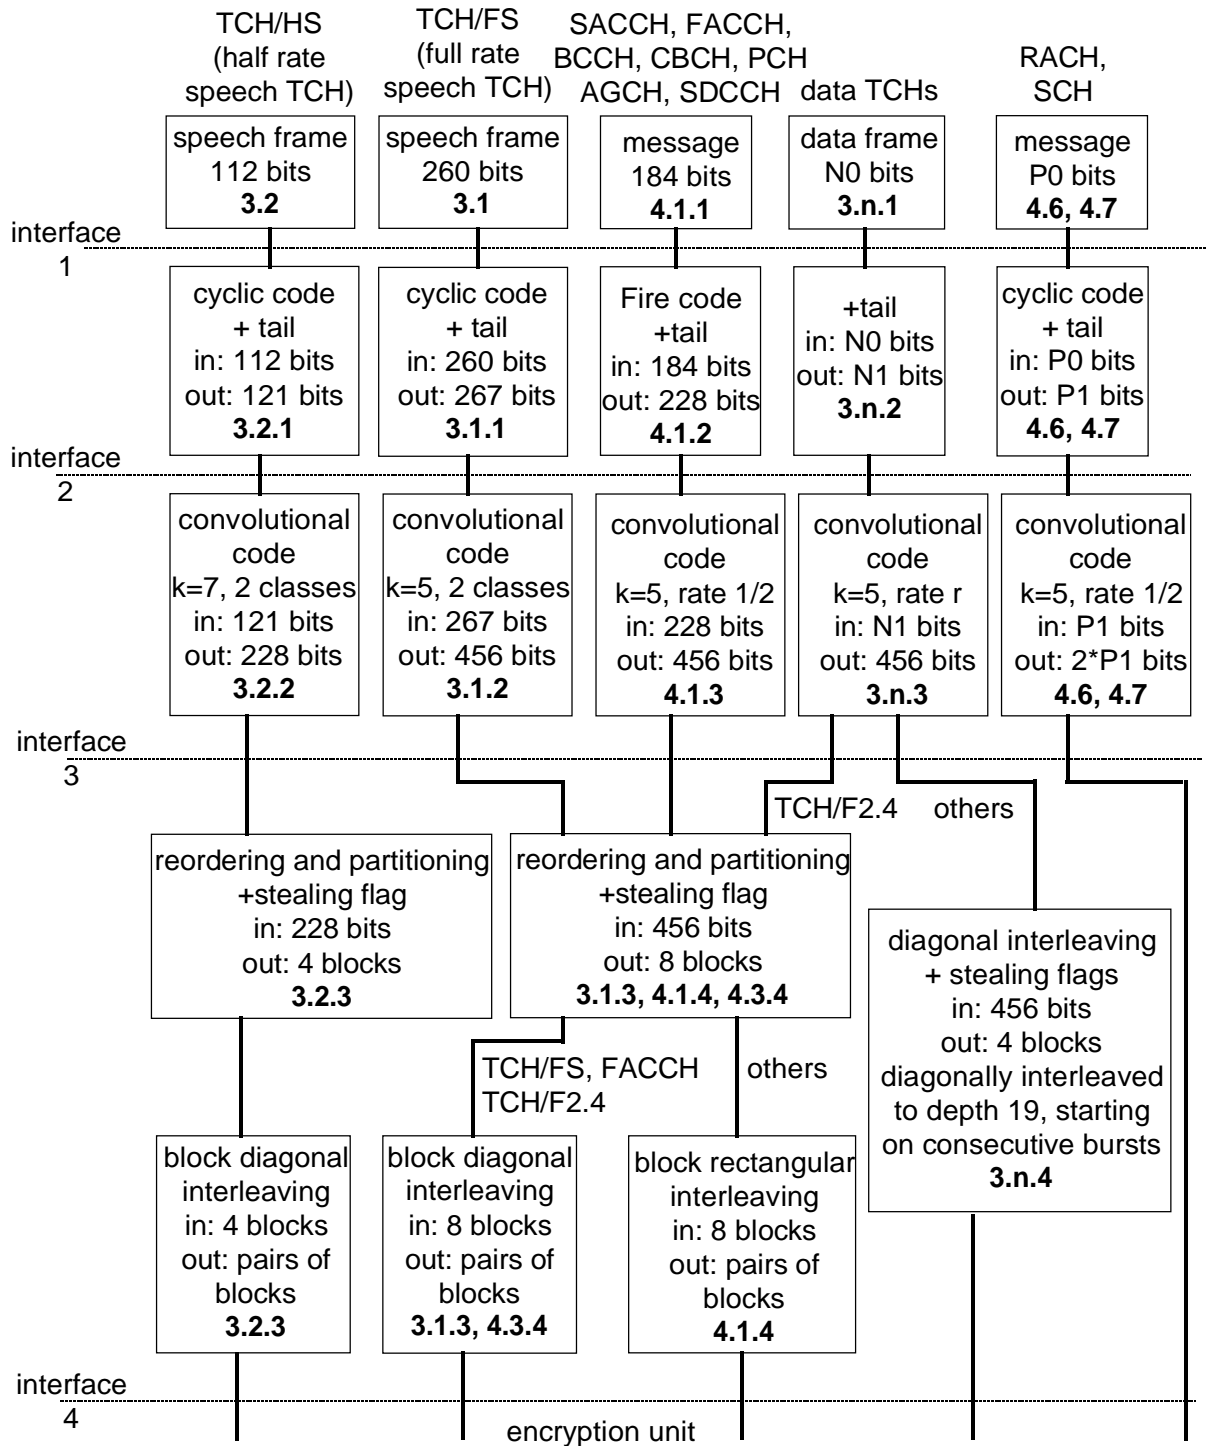 TCH/HS
(half rate
speech TCH)
TCH/FS
(full rate
speech TCH)
SACCH, FACCH,
BCCH, CBCH, PCH
AGCH, SDCCH
data TCHs
RACH,
SCH
speech frame
112 bits
3.2
speech frame
260 bits
3.1
message
184 bits
4.1.1
data frame
N0 bits
3.n.1
message
P0 bits
4.6, 4.7
interface
1
cyclic code
+ tail
in: 112 bits
out: 121 bits
3.2.1
cyclic code
+ tail
in: 260 bits
out: 267 bits
3.1.1
Fire code
+tail
in: 184 bits
out: 228 bits
4.1.2
+tail
in: N0 bits
out: N1 bits
3.n.2
cyclic code
+ tail
in: P0 bits
out: P1 bits
4.6, 4.7
interface
2
convolutional
code
k=7, 2 classes
in: 121 bits
out: 228 bits
3.2.2
convolutional
code
k=5, 2 classes
in: 267 bits
out: 456 bits
3.1.2
convolutional
code
k=5, rate 1/2
in: 228 bits
out: 456 bits
4.1.3
convolutional
code
k=5, rate r
in: N1 bits
out: 456 bits
3.n.3
convolutional
code
k=5, rate 1/2
in: P1 bits
out: 2*P1 bits
4.6, 4.7
interface
3
TCH/F2.4
others
reordering and partitioning
+stealing flag
in: 228 bits
out: 4 blocks
3.2.3
reordering and partitioning
+stealing flag
in: 456 bits
out: 8 blocks
3.1.3, 4.1.4, 4.3.4
diagonal interleaving
+ stealing flags
in: 456 bits
out: 4 blocks
diagonally interleaved
to depth 19, starting
on consecutive bursts
3.n.4
TCH/FS, FACCH
TCH/F2.4
others
block diagonal
interleaving
in: 4 blocks
out: pairs of
blocks
3.2.3
block diagonal
interleaving
in: 8 blocks
out: pairs of
blocks
3.1.3, 4.3.4
block rectangular
interleaving
in: 8 blocks
out: pairs of
blocks
4.1.4
interface
4
encryption unit